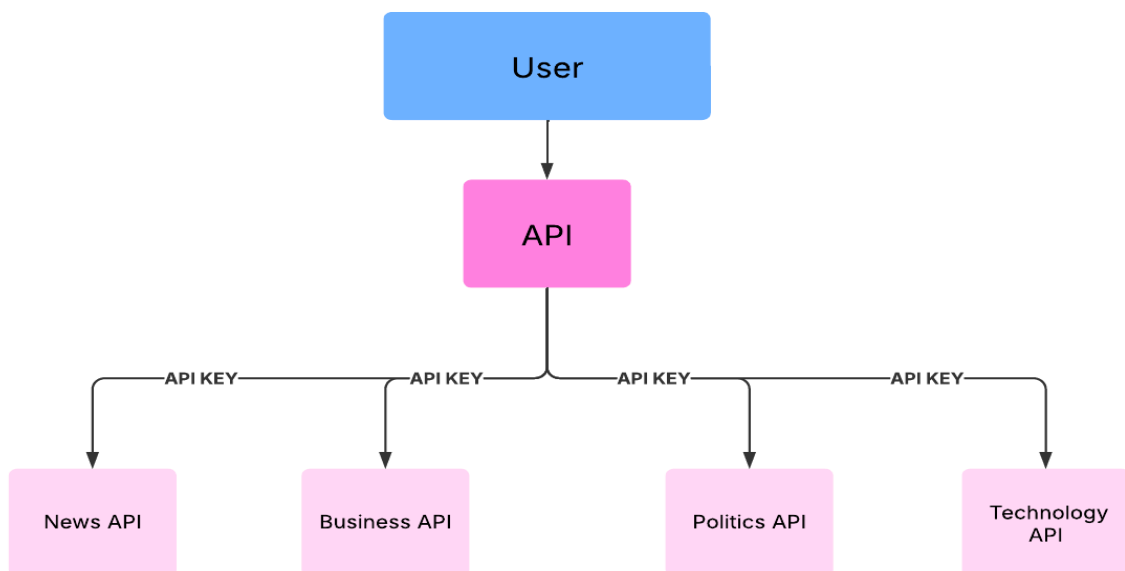 User
API
API KEY
API KEY
API KEY
API KEY
News API
Business API
Politics API
Technology
API